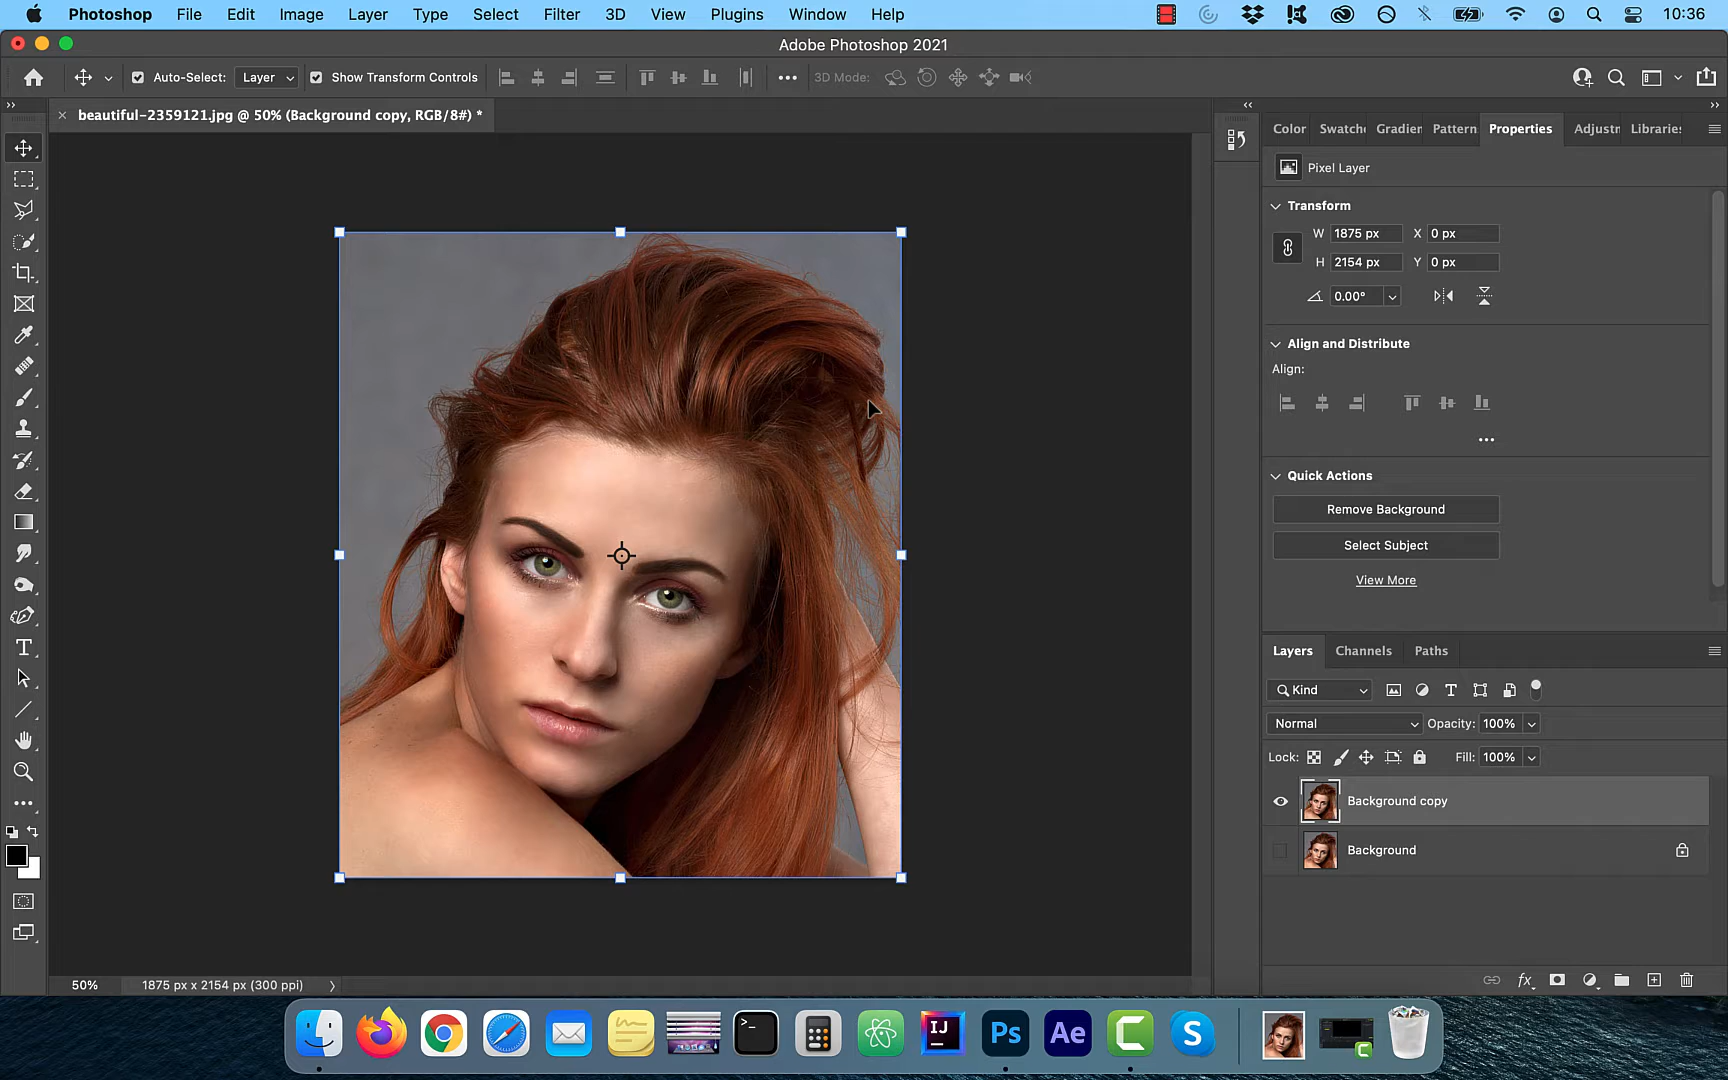 Photoshop File Edit Image Layer Type Select Filter 3D View Plugins Window Help 10:36
Adobe Photoshop 2021
Auto-Select: Layer Show Transform Controls 3D Mode:
beautiful-2359121.jpg @ 50% (Background copy, RGB/8#) *
Color Swatche Gradien Pattern Properties Adjustn Librarie
Pixel Layer
Transform
W 1875 px X 0 px
H 2154 px Y 0 px
0.00°
Align and Distribute
Align:
Quick Actions
Remove Background
Select Subject
View More
Layers Channels Paths
Kind
Normal Opacity: 100%
Lock: Fill: 100%
Background copy
Background
50% 1875 px x 2154 px (300 ppi)
IJ Ps Ae C S